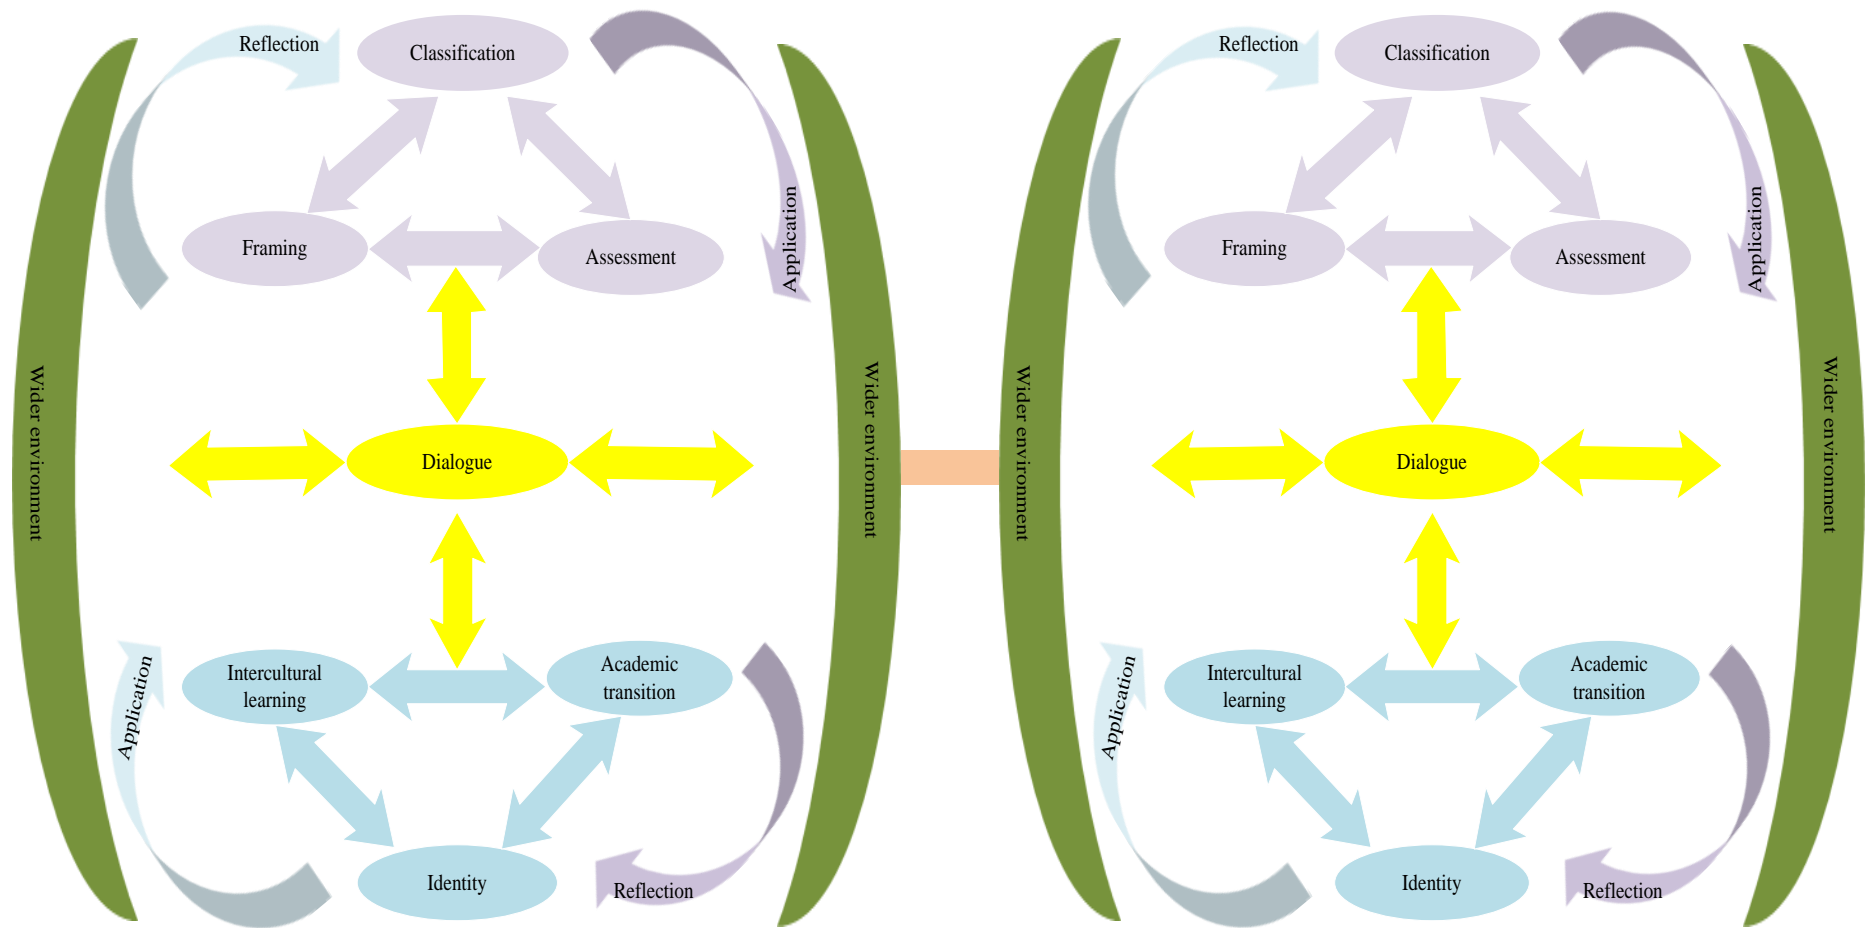 Reflection
Classification
Application
Framing
Assessment
Wider environment
Dialogue
Wider environment
Application
Intercultural
learning
Academic
transition
Identity
Reflection
Reflection
Classification
Application
Framing
Assessment
Wider environment
Dialogue
Wider environment
Application
Intercultural
learning
Academic
transition
Identity
Reflection